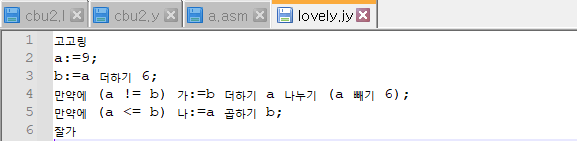 cbu2.l cbu2.y a.asm lovely.jy
1 고고링
2 a:=9;
3 b:=a 더하기 6;
4 만약에 (a != b) 가:=b 더하기 a 나누기 (a 빼기 6);
5 만약에 (a <= b) 나:=a 곱하기 b;
6 잘가